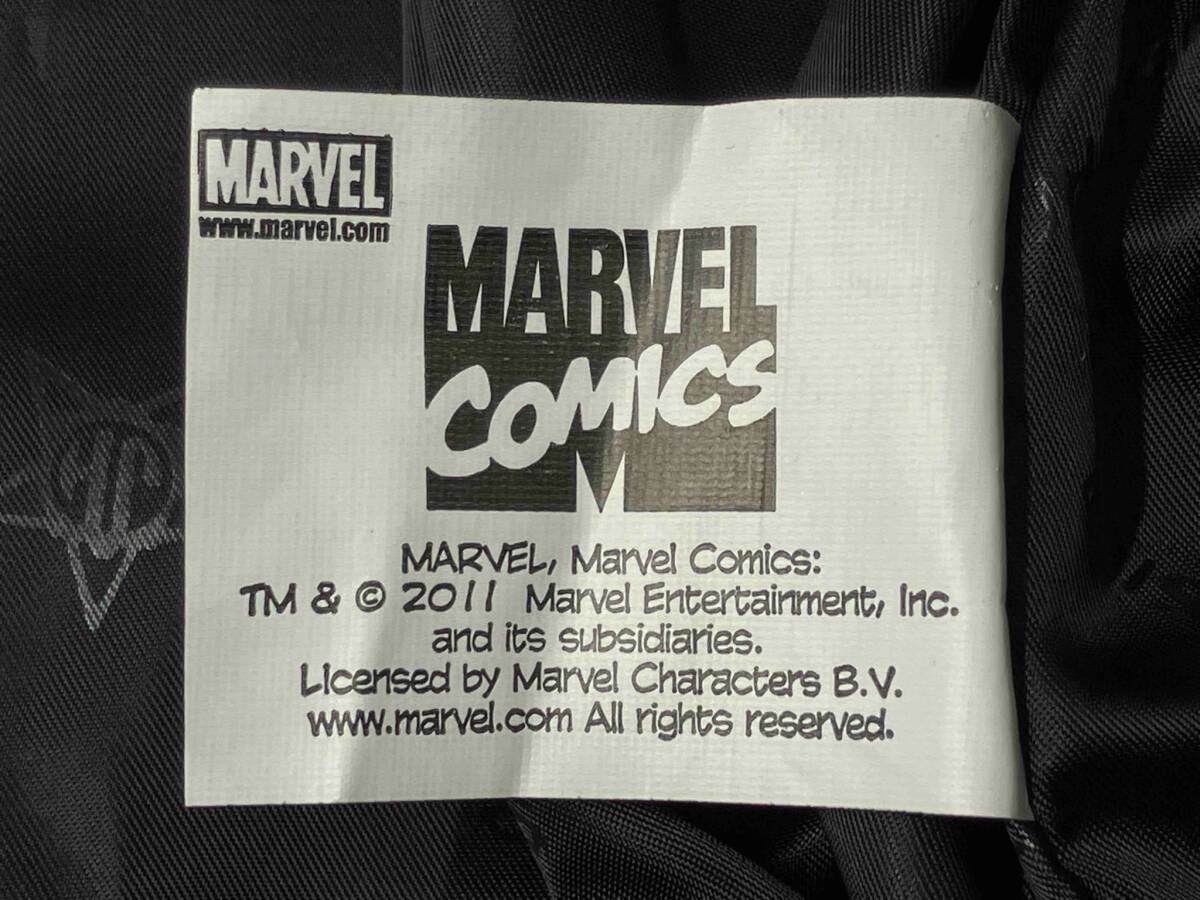 MARVEL
www.marvel.com
MARVEL
COMICS
MARVEL, Marvel Comics:
TM & © 2011 Marvel Entertainment, Inc.
and its subsidiaries.
Licensed by Marvel Characters B.V.
www.marvel.com All rights reserved.